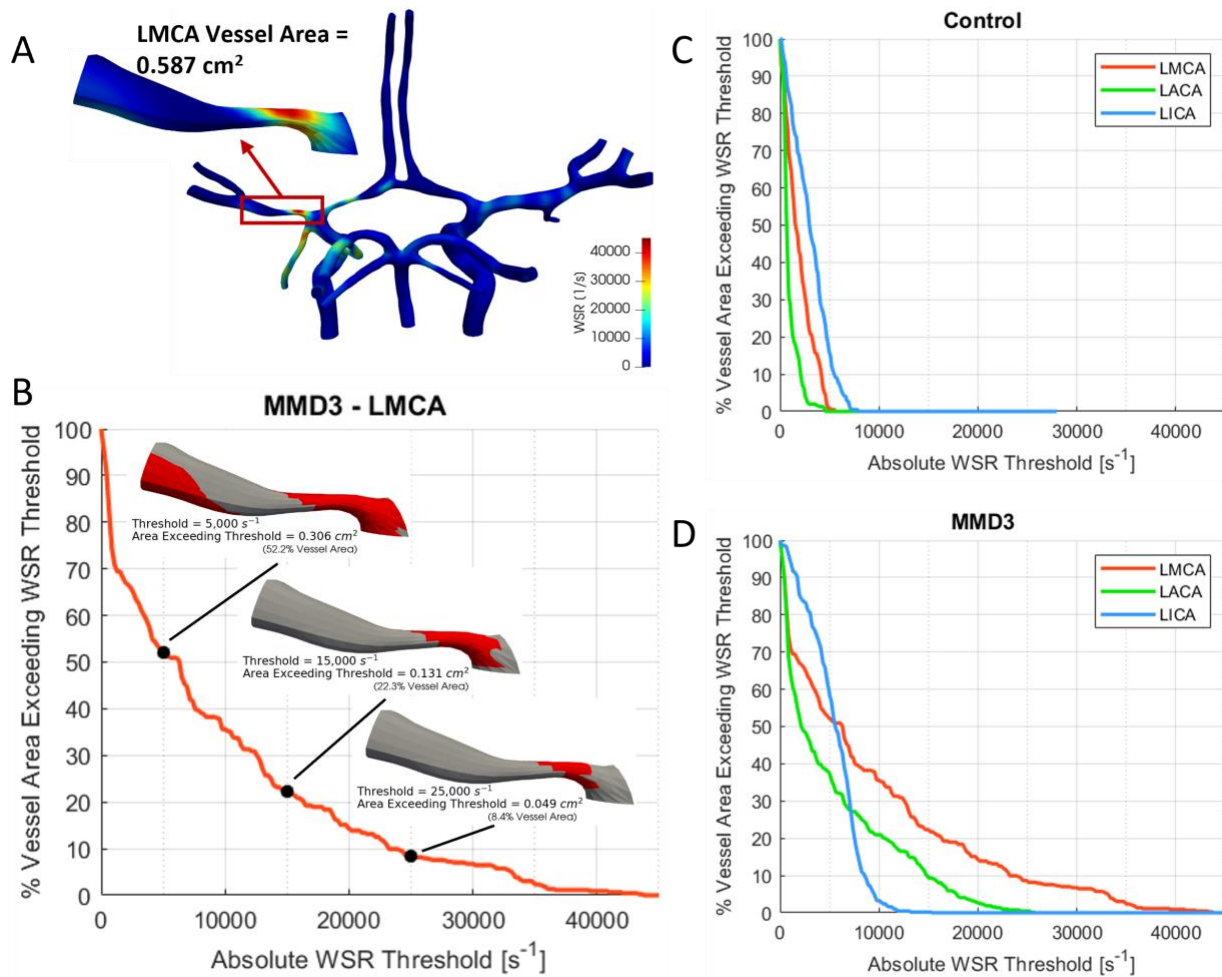 A
LMCA Vessel Area =
0.587 cm²
40000
30000
20000
10000
0
WSR (1/s)
B
MMD3 - LMCA
% Vessel Area Exceeding WSR Threshold
100
90
80
70
60
50
40
30
20
10
0
Threshold = 5,000 s⁻¹
Area Exceeding Threshold = 0.306 cm²
(52.2% Vessel Area)
Threshold = 15,000 s⁻¹
Area Exceeding Threshold = 0.131 cm²
(22.3% Vessel Area)
Threshold = 25,000 s⁻¹
Area Exceeding Threshold = 0.049 cm²
(8.4% Vessel Area)
0 10000 20000 30000 40000
Absolute WSR Threshold [s⁻¹]
C
Control
% Vessel Area Exceeding WSR Threshold
100
90
80
70
60
50
40
30
20
10
0
LMCA
LACA
LICA
0 10000 20000 30000 40000
Absolute WSR Threshold [s⁻¹]
D
MMD3
% Vessel Area Exceeding WSR Threshold
100
90
80
70
60
50
40
30
20
10
0
LMCA
LACA
LICA
0 10000 20000 30000 40000
Absolute WSR Threshold [s⁻¹]